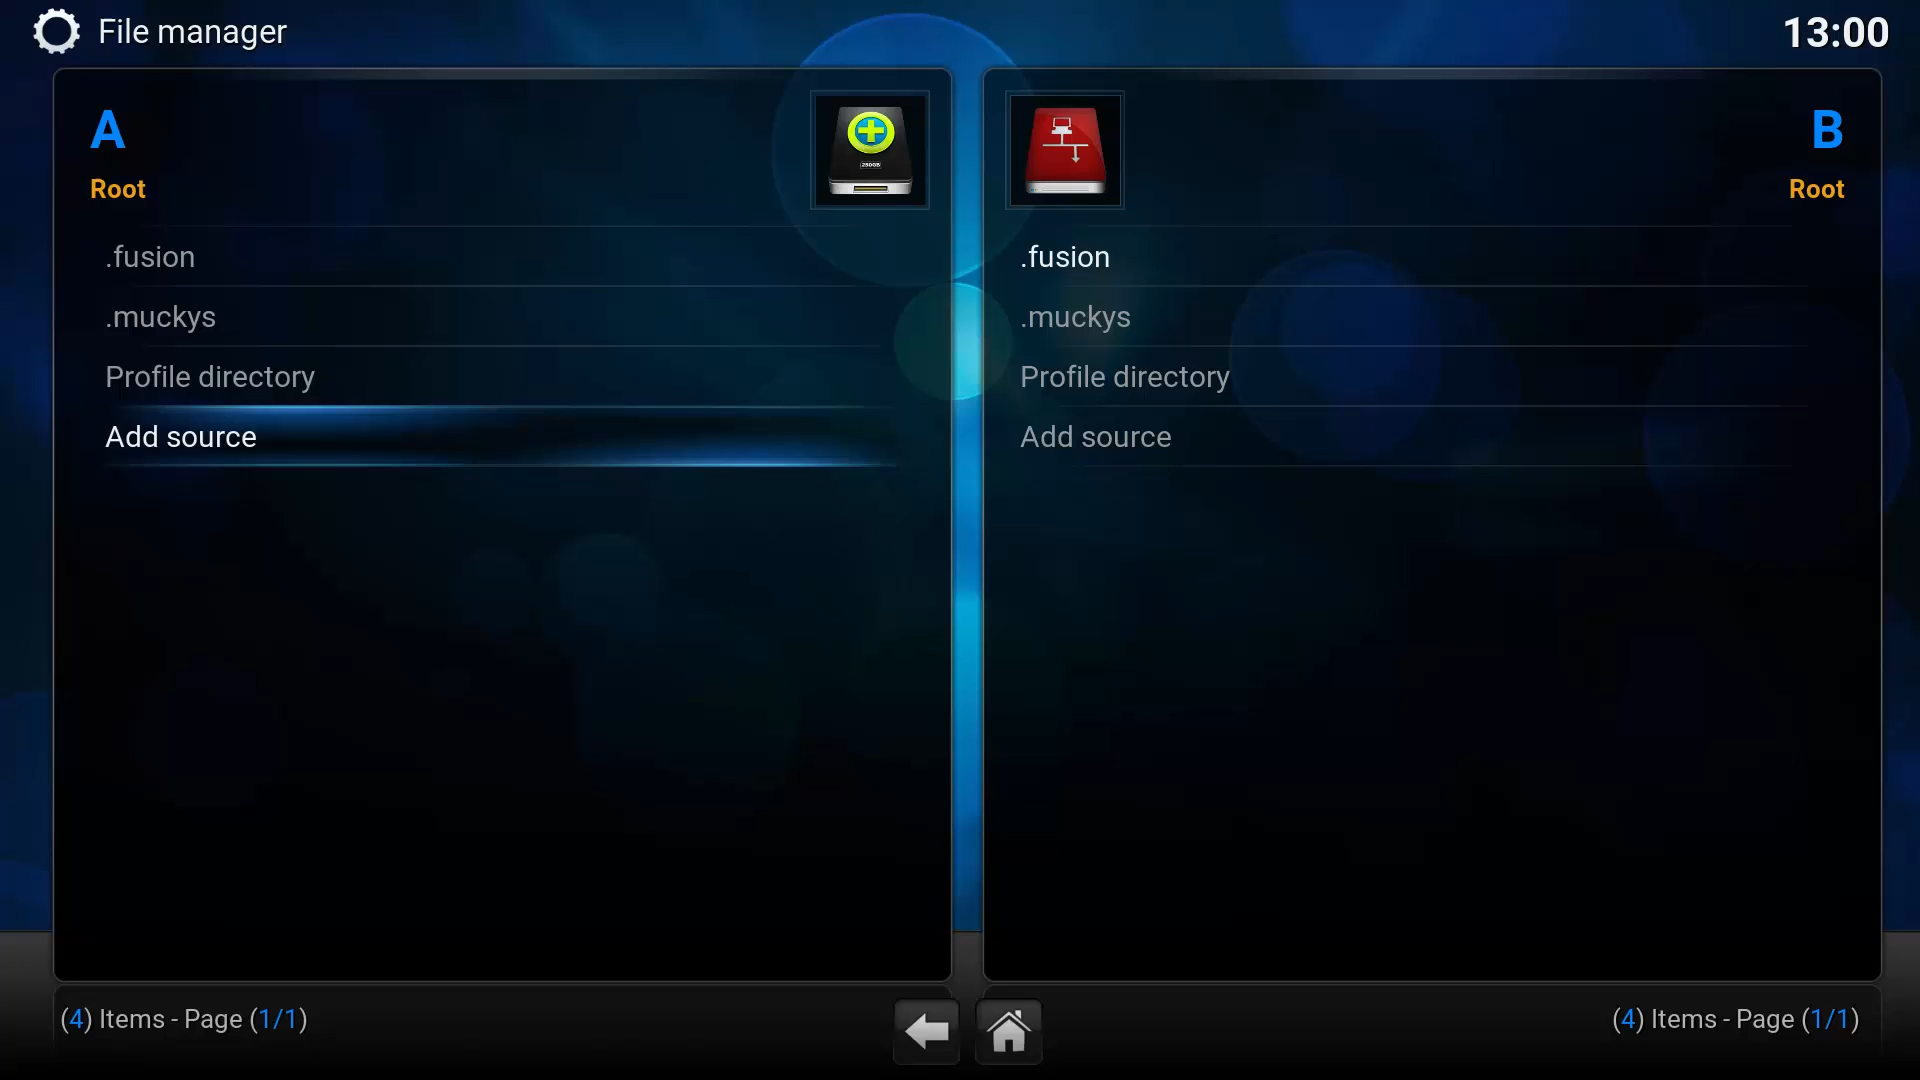 File manager
13:00
A
Root
.fusion
.muckys
Profile directory
Add source
(4) Items - Page (1/1)
250GB
B
Root
.fusion
.muckys
Profile directory
Add source
(4) Items - Page (1/1)